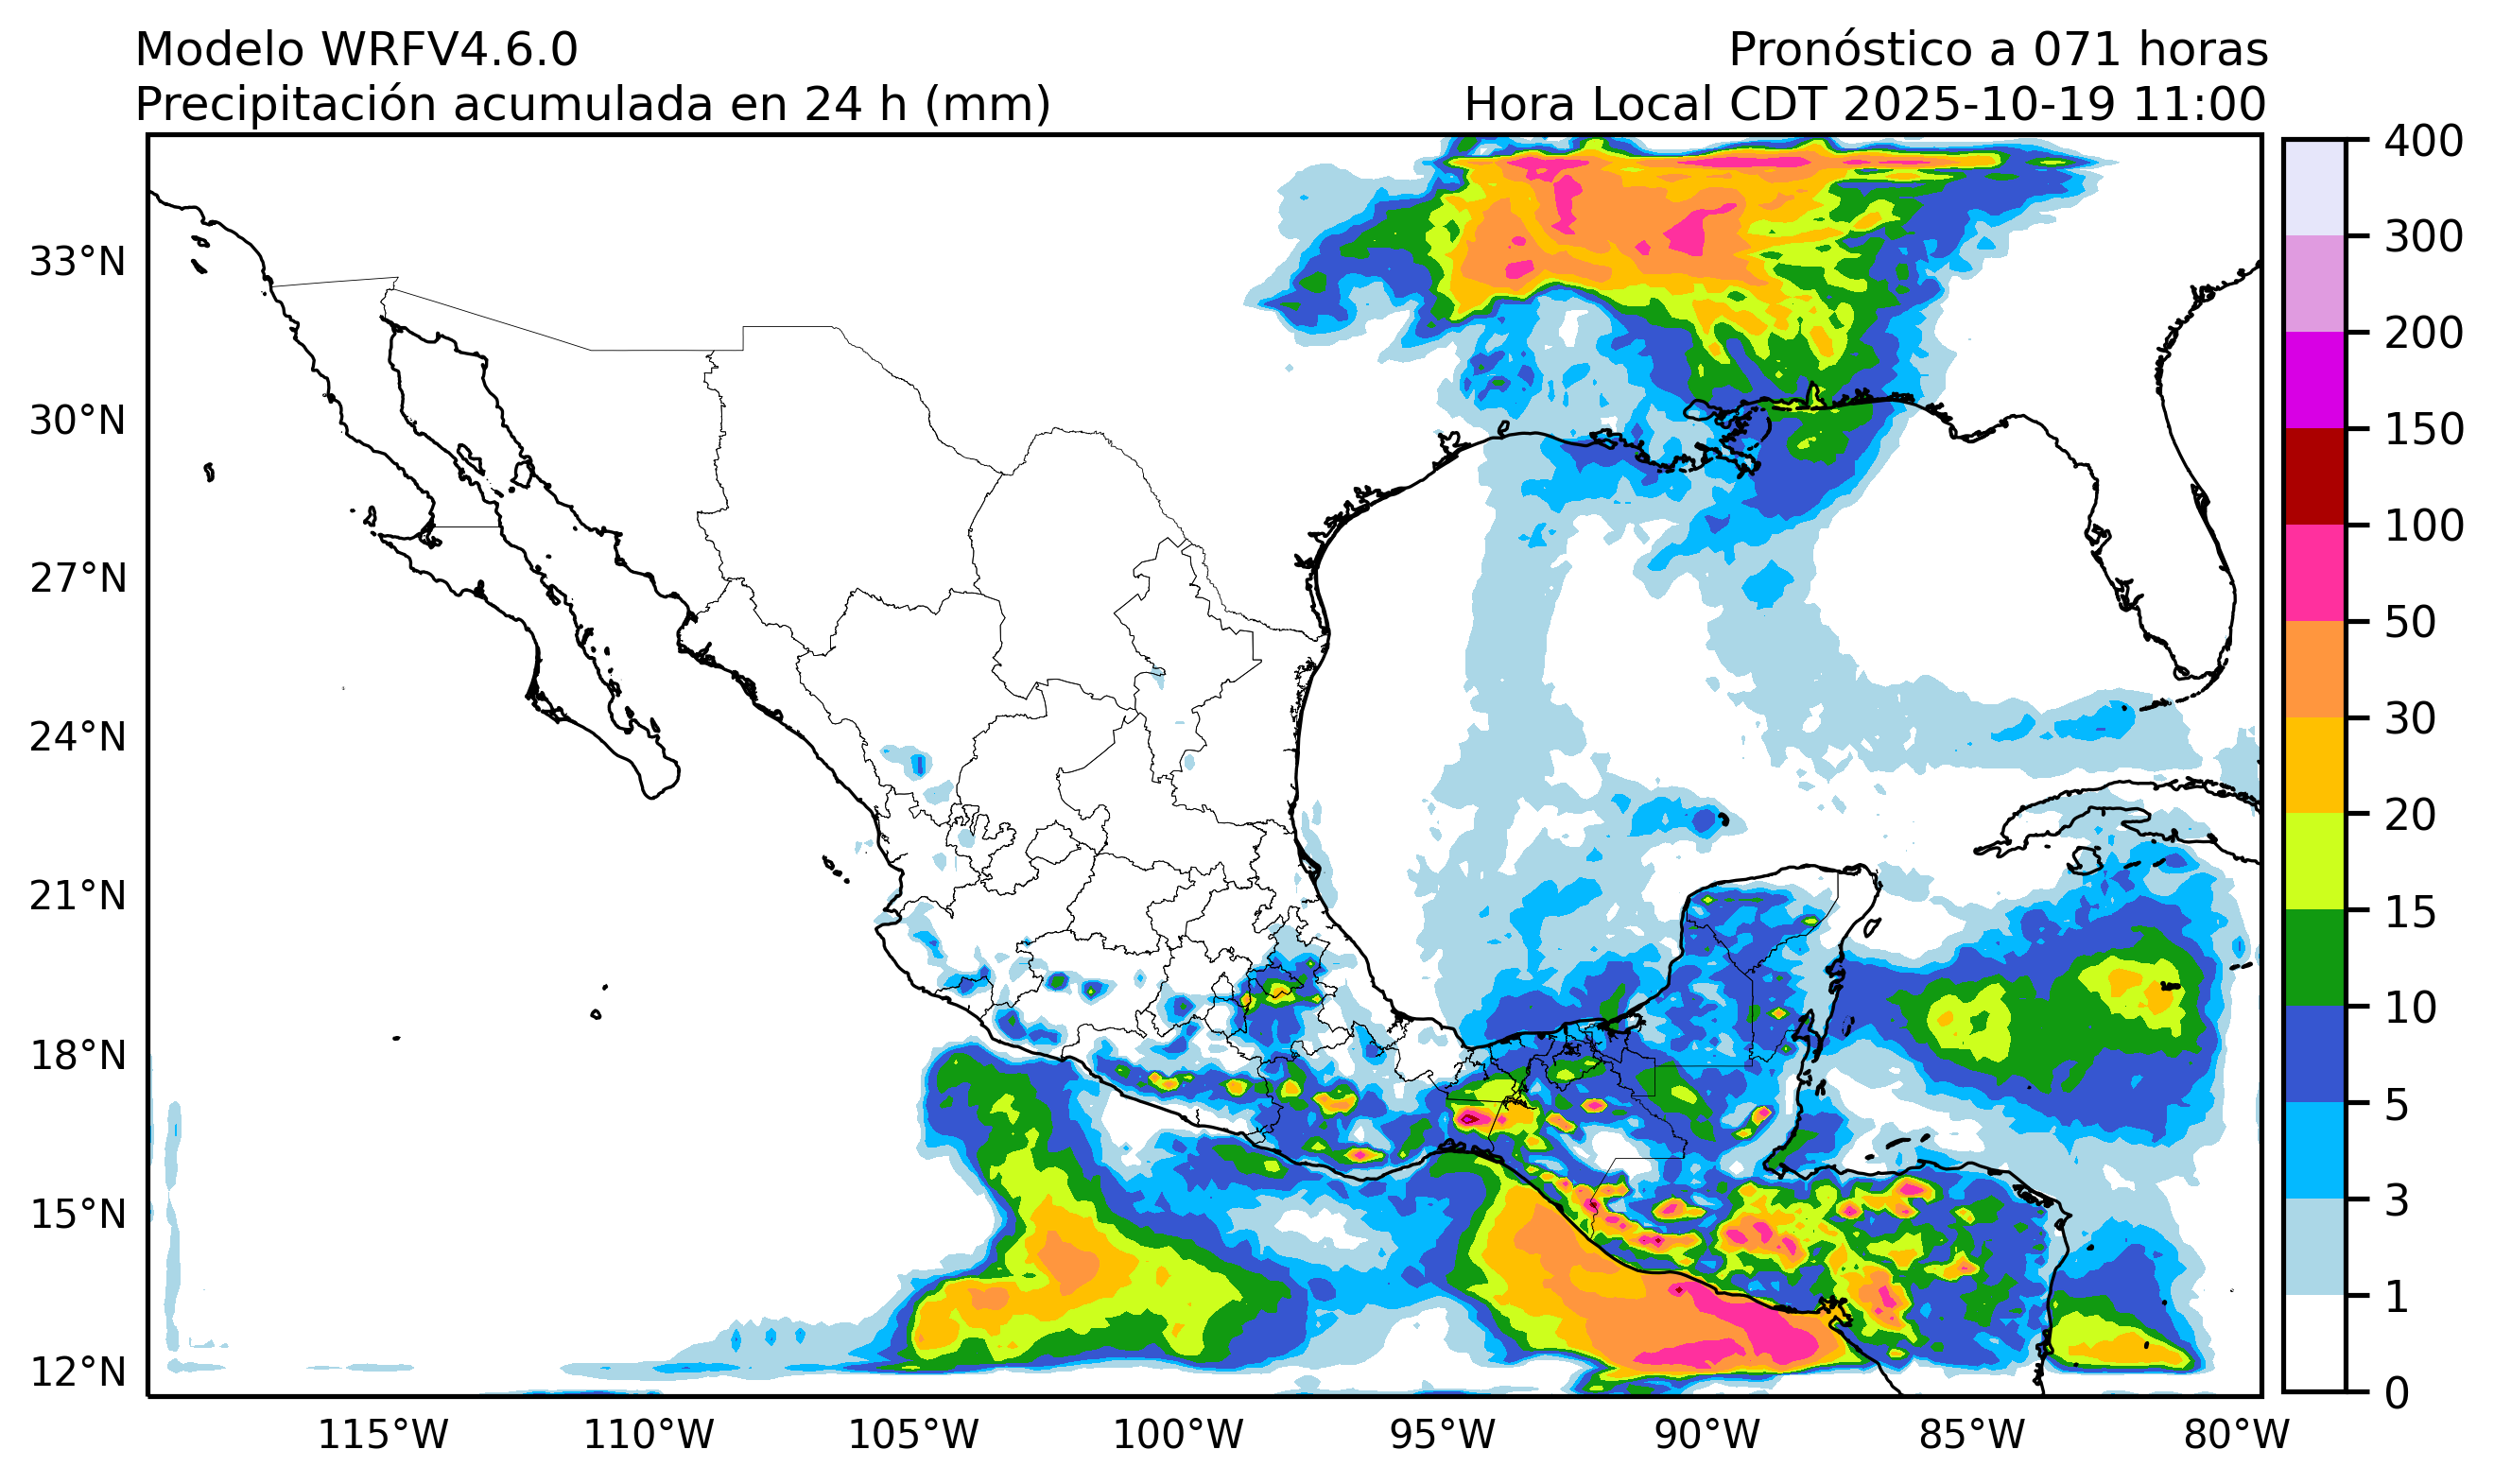 Modelo WRFV4.6.0
Pronóstico a 071 horas
Precipitación acumulada en 24 h (mm)
Hora Local CDT 2025-10-19 11:00
33°N
30°N
27°N
24°N
21°N
18°N
15°N
12°N
115°W
110°W
105°W
100°W
95°W
90°W
85°W
80°W
400
300
200
150
100
50
30
20
15
10
5
3
1
0